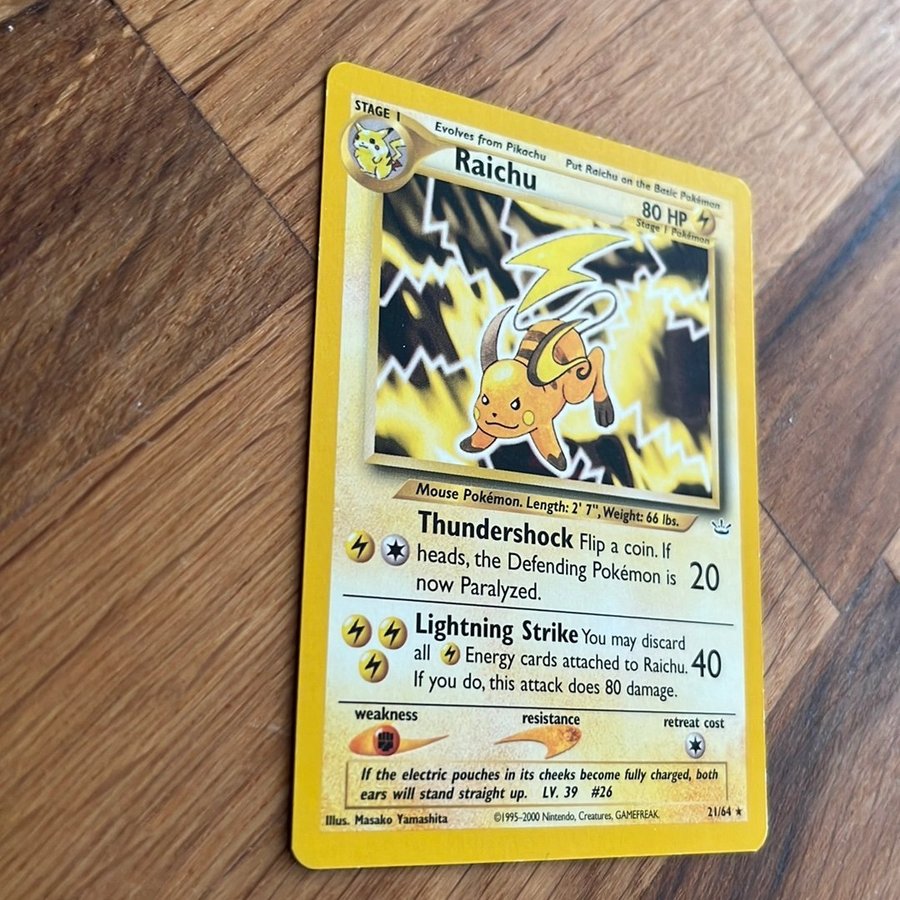 STAGE 1
Evolves from Pikachu
Put Raichu on the Basic Pokémon
Raichu
80 HP
Stage 1 Pokémon
Mouse Pokémon. Length: 2' 7", Weight: 66 lbs.
Thundershock Flip a coin. If
heads, the Defending Pokémon is
now Paralyzed.
20
Lightning Strike You may discard
all Energy cards attached to Raichu.
If you do, this attack does 80 damage.
40
weakness
resistance
retreat cost
If the electric pouches in its cheeks become fully charged, both
ears will stand straight up. LV. 39 #26
Illus. Masako Yamashita
©1995-2000 Nintendo, Creatures, GAMEFREAK.
21/64 ★